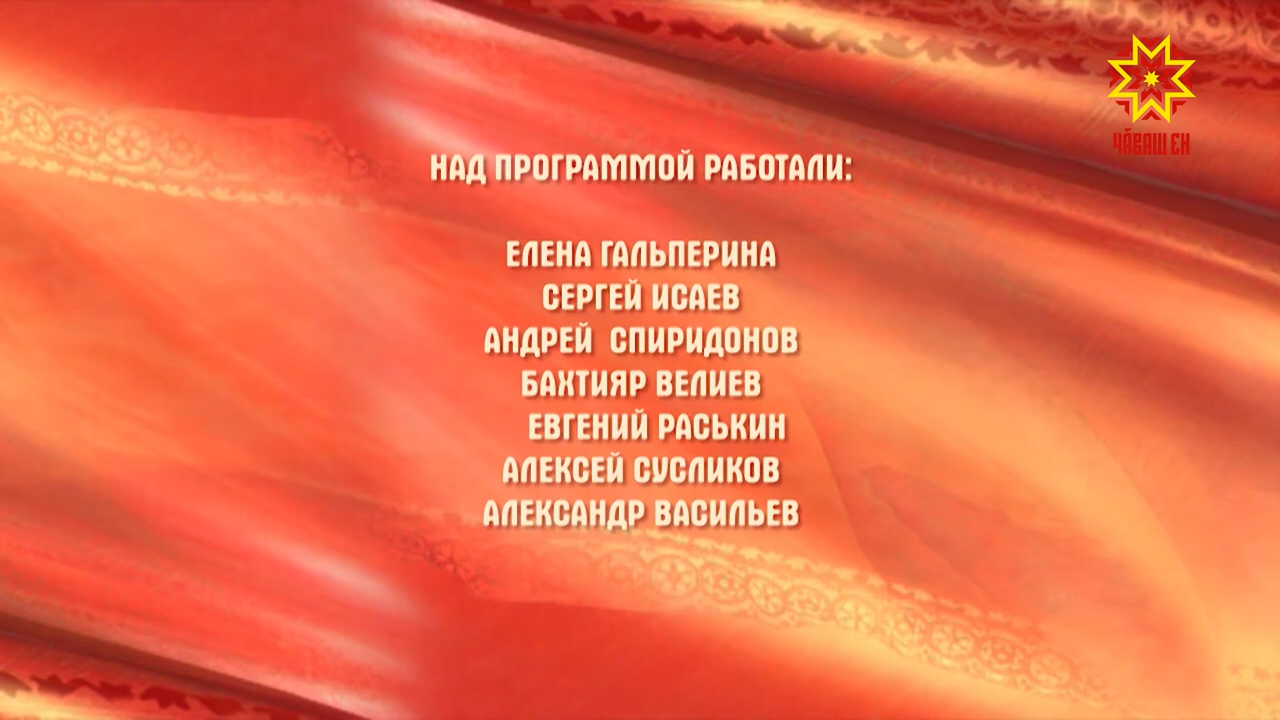 ЧӐВАШ ЕН
НАД ПРОГРАММОЙ РАБОТАЛИ:
ЕЛЕНА ГАЛЬПЕРИНА
СЕРГЕЙ ИСАЕВ
АНДРЕЙ СПИРИДОНОВ
БАХТИЯР ВЕЛИЕВ
ЕВГЕНИЙ РАСЬКИН
АЛЕКСЕЙ СУСЛИКОВ
АЛЕКСАНДР ВАСИЛЬЕВ